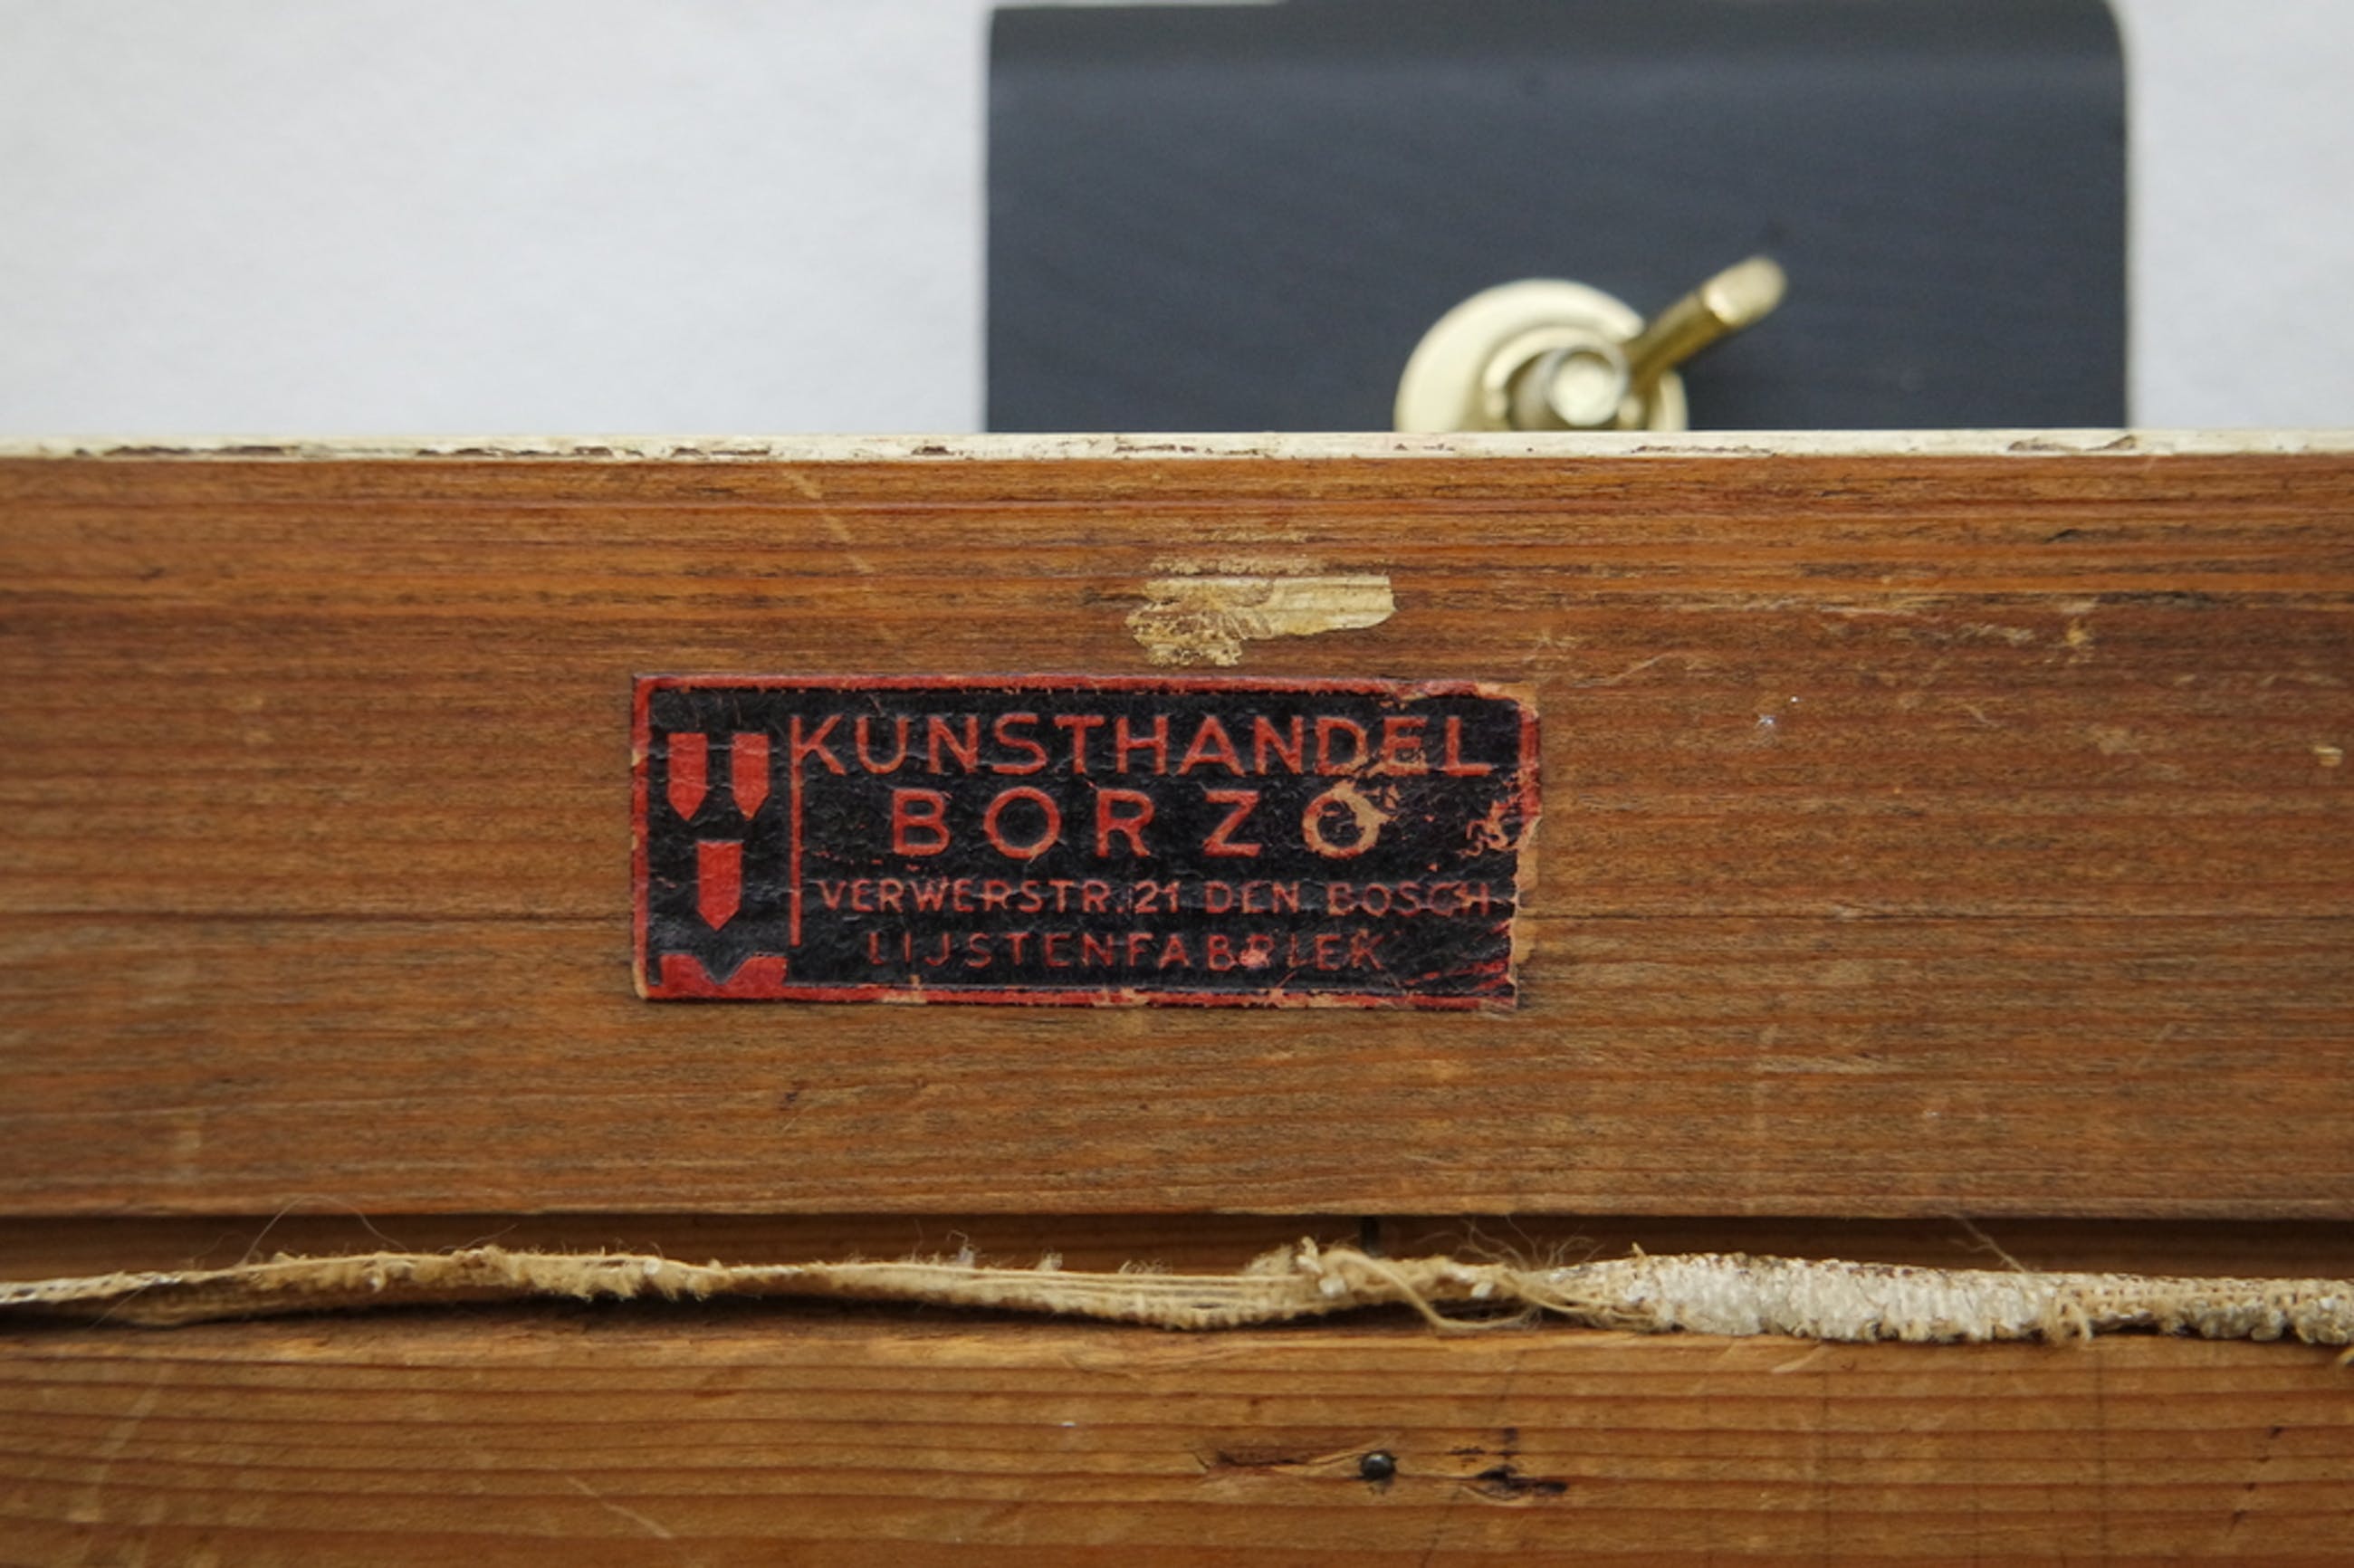 KUNSTHANDEL
BORZO
VERWERSTR. 21 DEN BOSCH
LIJSTENFABRIEK